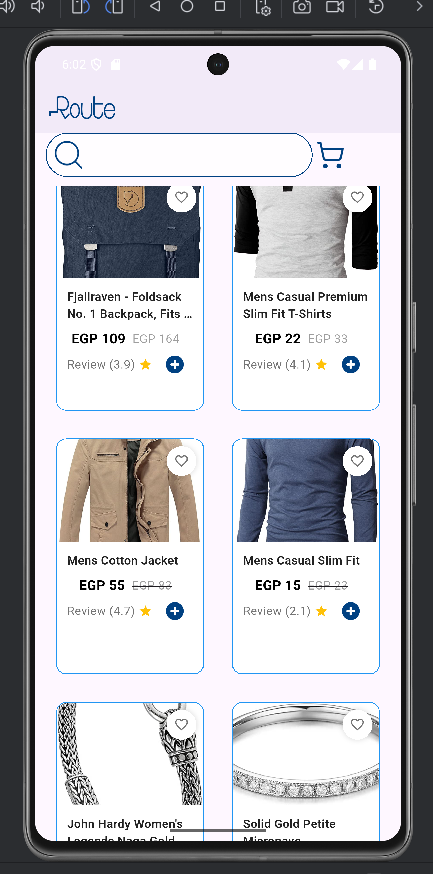 6:02
Route
Fjallraven - Foldsack
No. 1 Backpack, Fits ...
EGP 109 EGP 164
Review (3.9)
Mens Casual Premium
Slim Fit T-Shirts
EGP 22 EGP 33
Review (4.1)
Mens Cotton Jacket
EGP 55 EGP 83
Review (4.7)
Mens Casual Slim Fit
EGP 15 EGP 23
Review (2.1)
John Hardy Women's
Legends Naga Gold
Solid Gold Petite
Micropave